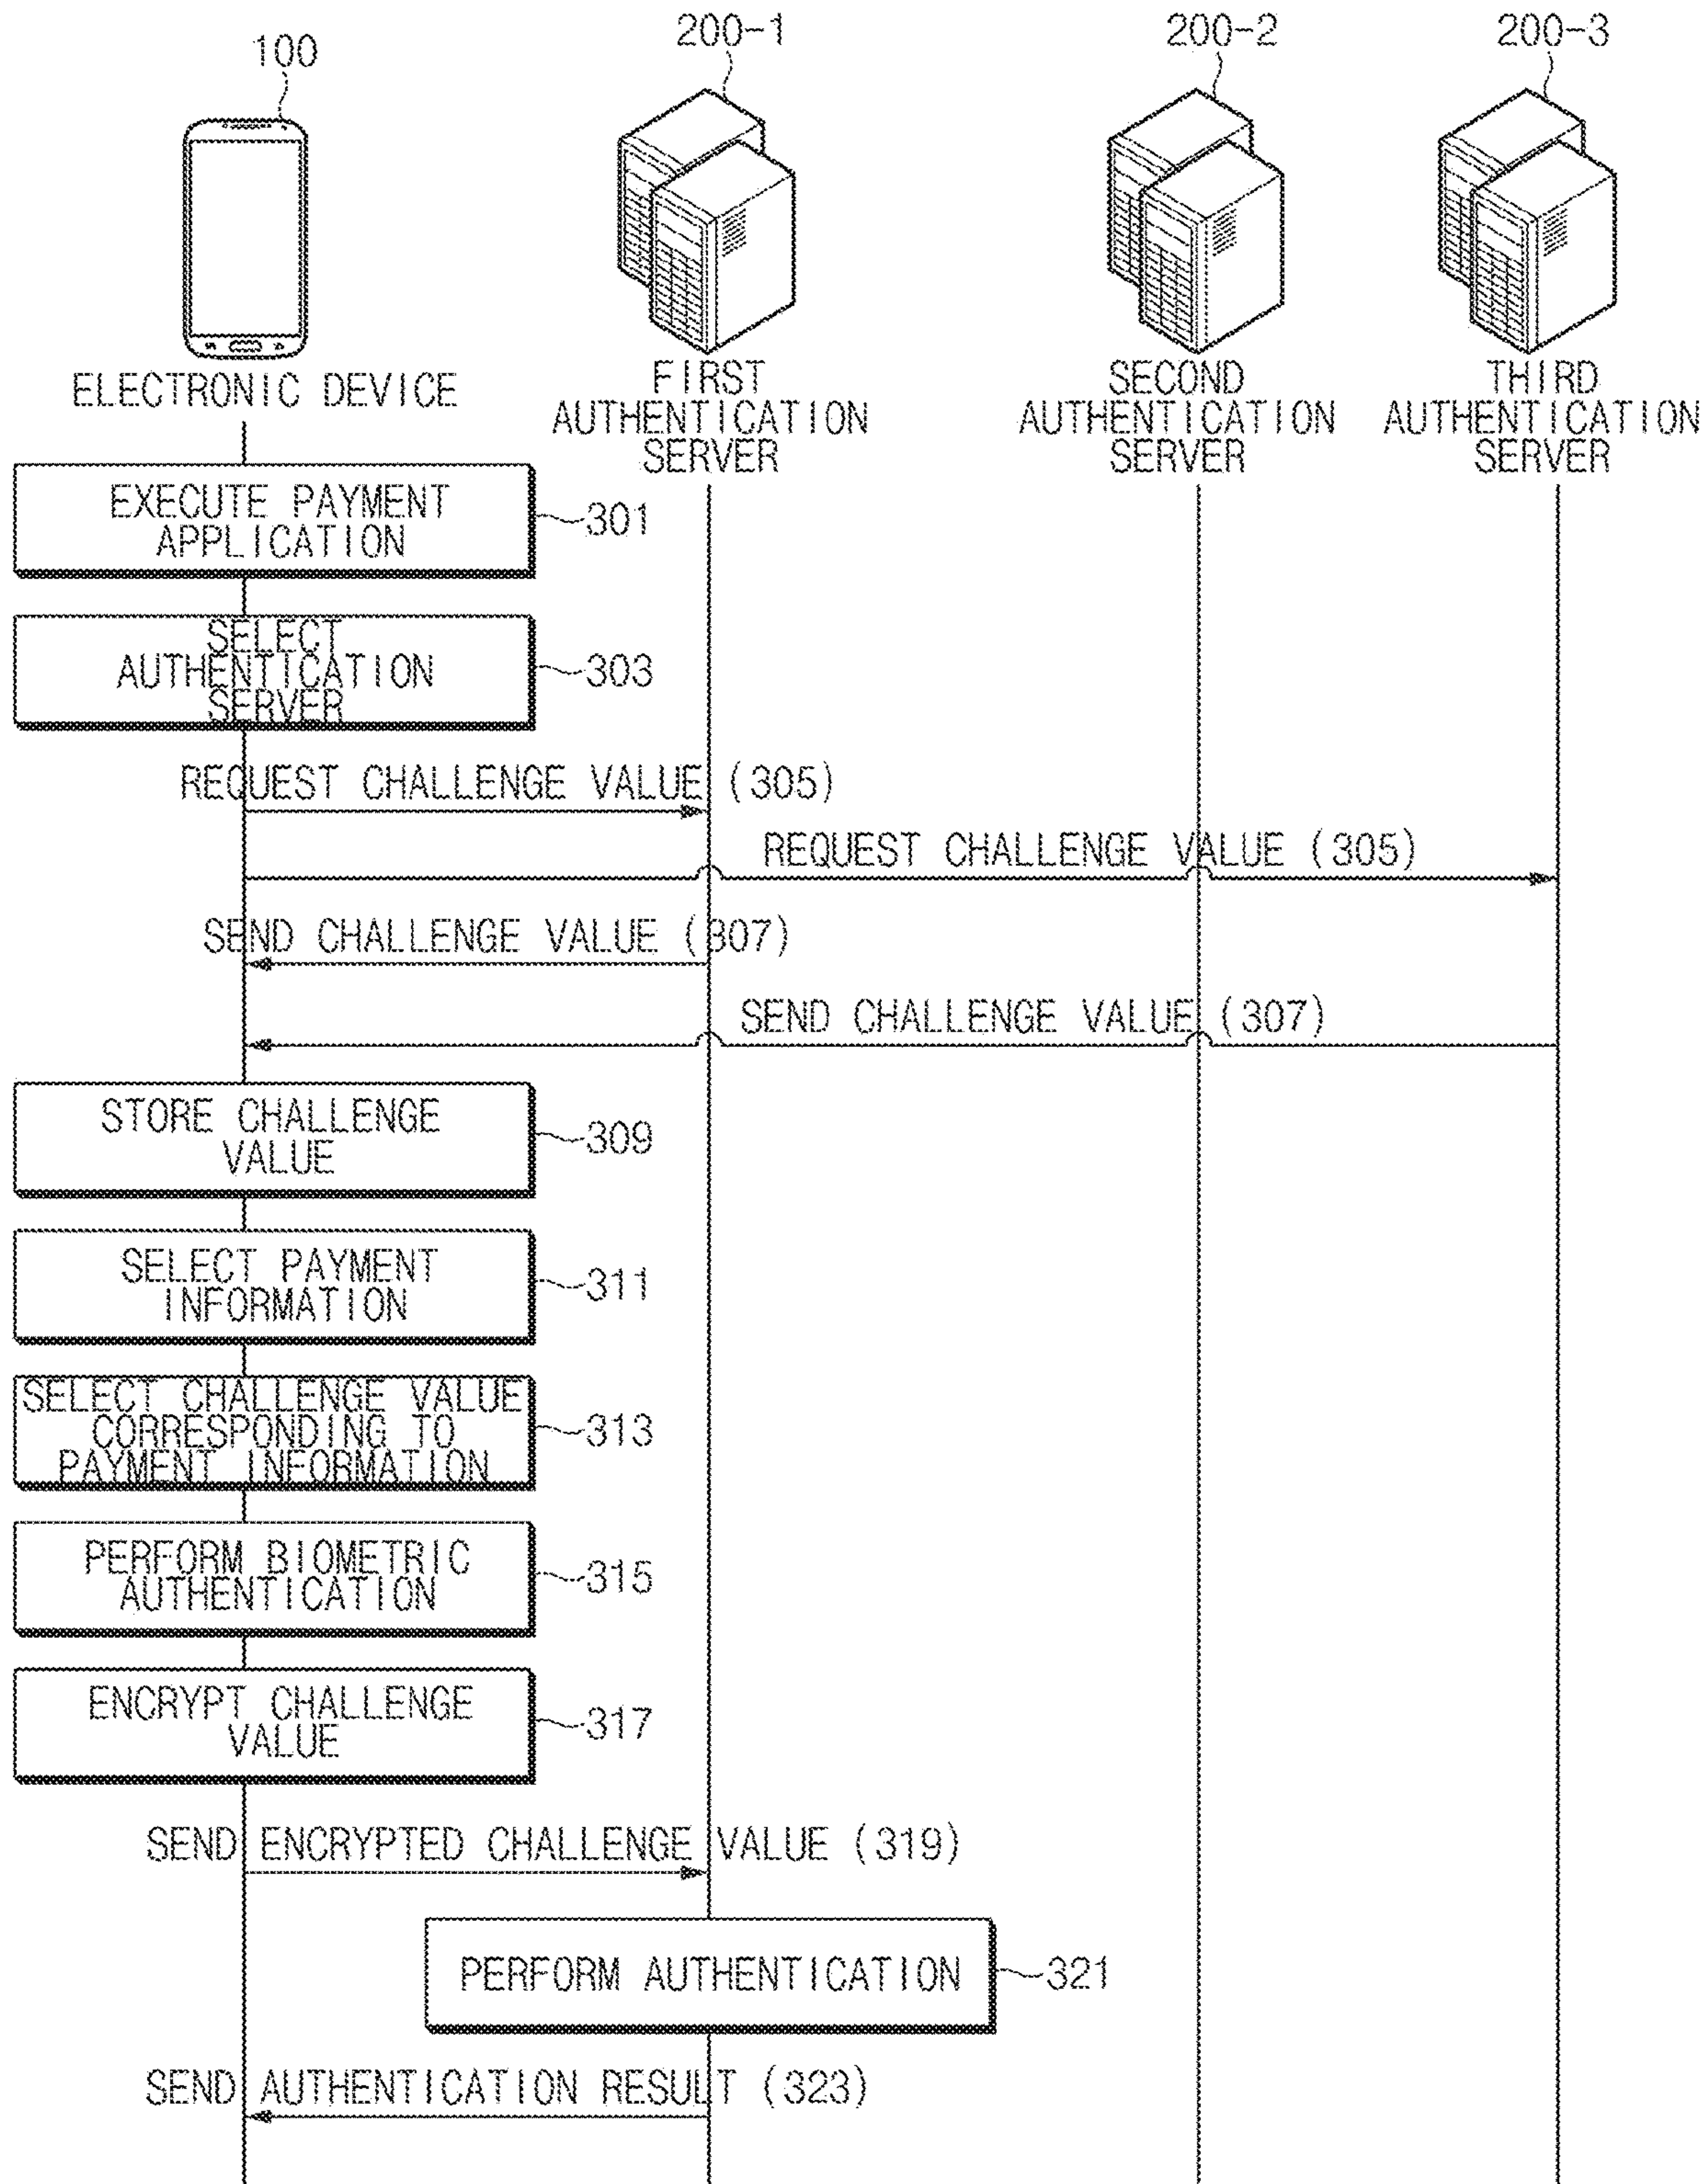 100
200-1
200-2
200-3
ELECTRONIC DEVICE
FIRST
AUTHENTICATION
SERVER
SECOND
AUTHENTICATION
SERVER
THIRD
AUTHENTICATION
SERVER
EXECUTE PAYMENT
APPLICATION
301
SELECT
AUTHENTICATION
SERVER
303
REQUEST CHALLENGE VALUE (305)
REQUEST CHALLENGE VALUE (305)
SEND CHALLENGE VALUE (307)
SEND CHALLENGE VALUE (307)
STORE CHALLENGE
VALUE
309
SELECT PAYMENT
INFORMATION
311
SELECT CHALLENGE VALUE
CORRESPONDING TO
PAYMENT INFORMATION
313
PERFORM BIOMETRIC
AUTHENTICATION
315
ENCRYPT CHALLENGE
VALUE
317
SEND ENCRYPTED CHALLENGE VALUE (319)
PERFORM AUTHENTICATION
321
SEND AUTHENTICATION RESULT (323)